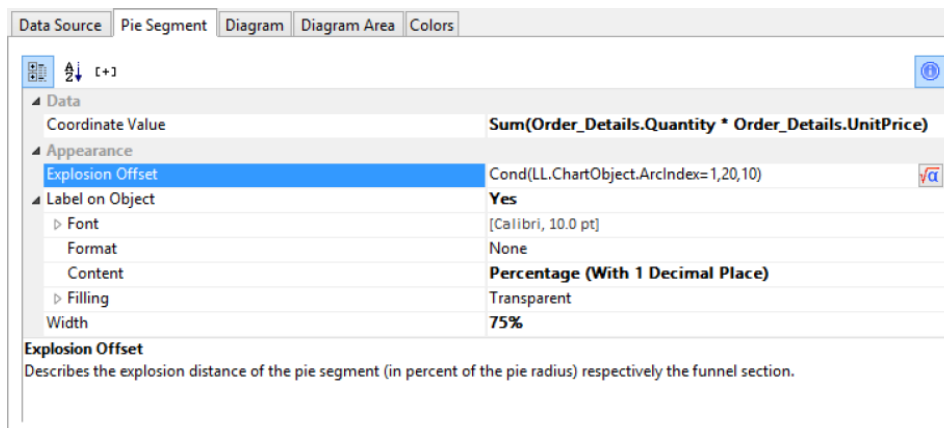 Data Source Pie Segment Diagram Diagram Area Colors
A Z [+]
Data
Coordinate Value Sum(Order_Details.Quantity * Order_Details.UnitPrice)
Appearance
Explosion Offset Cond(LL.ChartObject.ArcIndex=1,20,10) √α
Label on Object Yes
Font [Calibri, 10.0 pt]
Format None
Content Percentage (With 1 Decimal Place)
Filling Transparent
Width 75%
Explosion Offset
Describes the explosion distance of the pie segment (in percent of the pie radius) respectively the funnel section.